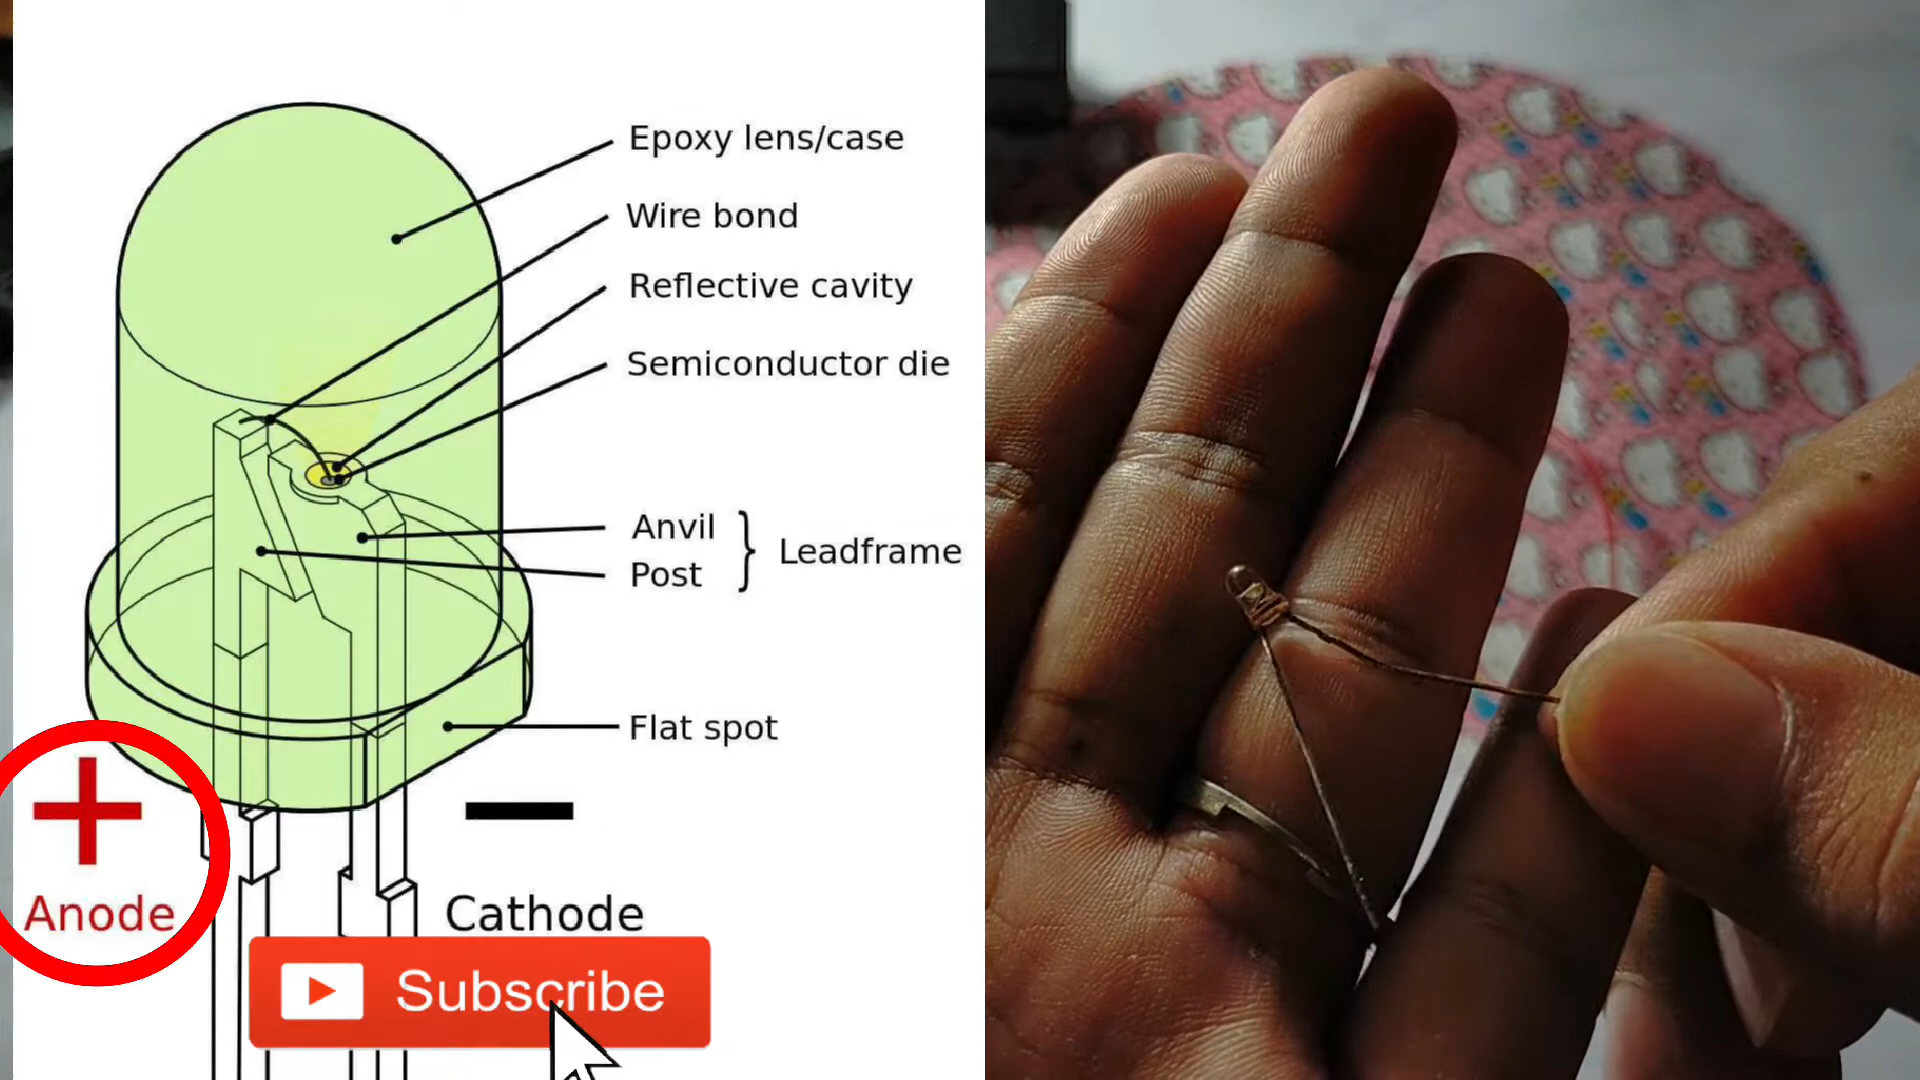 Epoxy lens/case
Wire bond
Reflective cavity
Semiconductor die
Anvil
Post
Leadframe
Flat spot
Anode
Cathode
Subscribe